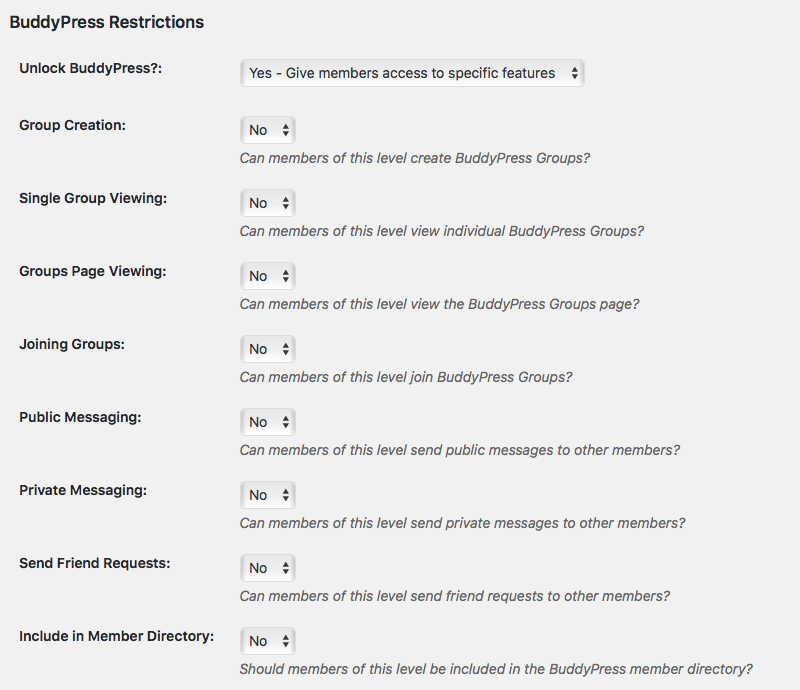 BuddyPress Restrictions
Unlock BuddyPress?: Yes - Give members access to specific features
Group Creation: No
Can members of this level create BuddyPress Groups?
Single Group Viewing: No
Can members of this level view individual BuddyPress Groups?
Groups Page Viewing: No
Can members of this level view the BuddyPress Groups page?
Joining Groups: No
Can members of this level join BuddyPress Groups?
Public Messaging: No
Can members of this level send public messages to other members?
Private Messaging: No
Can members of this level send private messages to other members?
Send Friend Requests: No
Can members of this level send friend requests to other members?
Include in Member Directory: No
Should members of this level be included in the BuddyPress member directory?